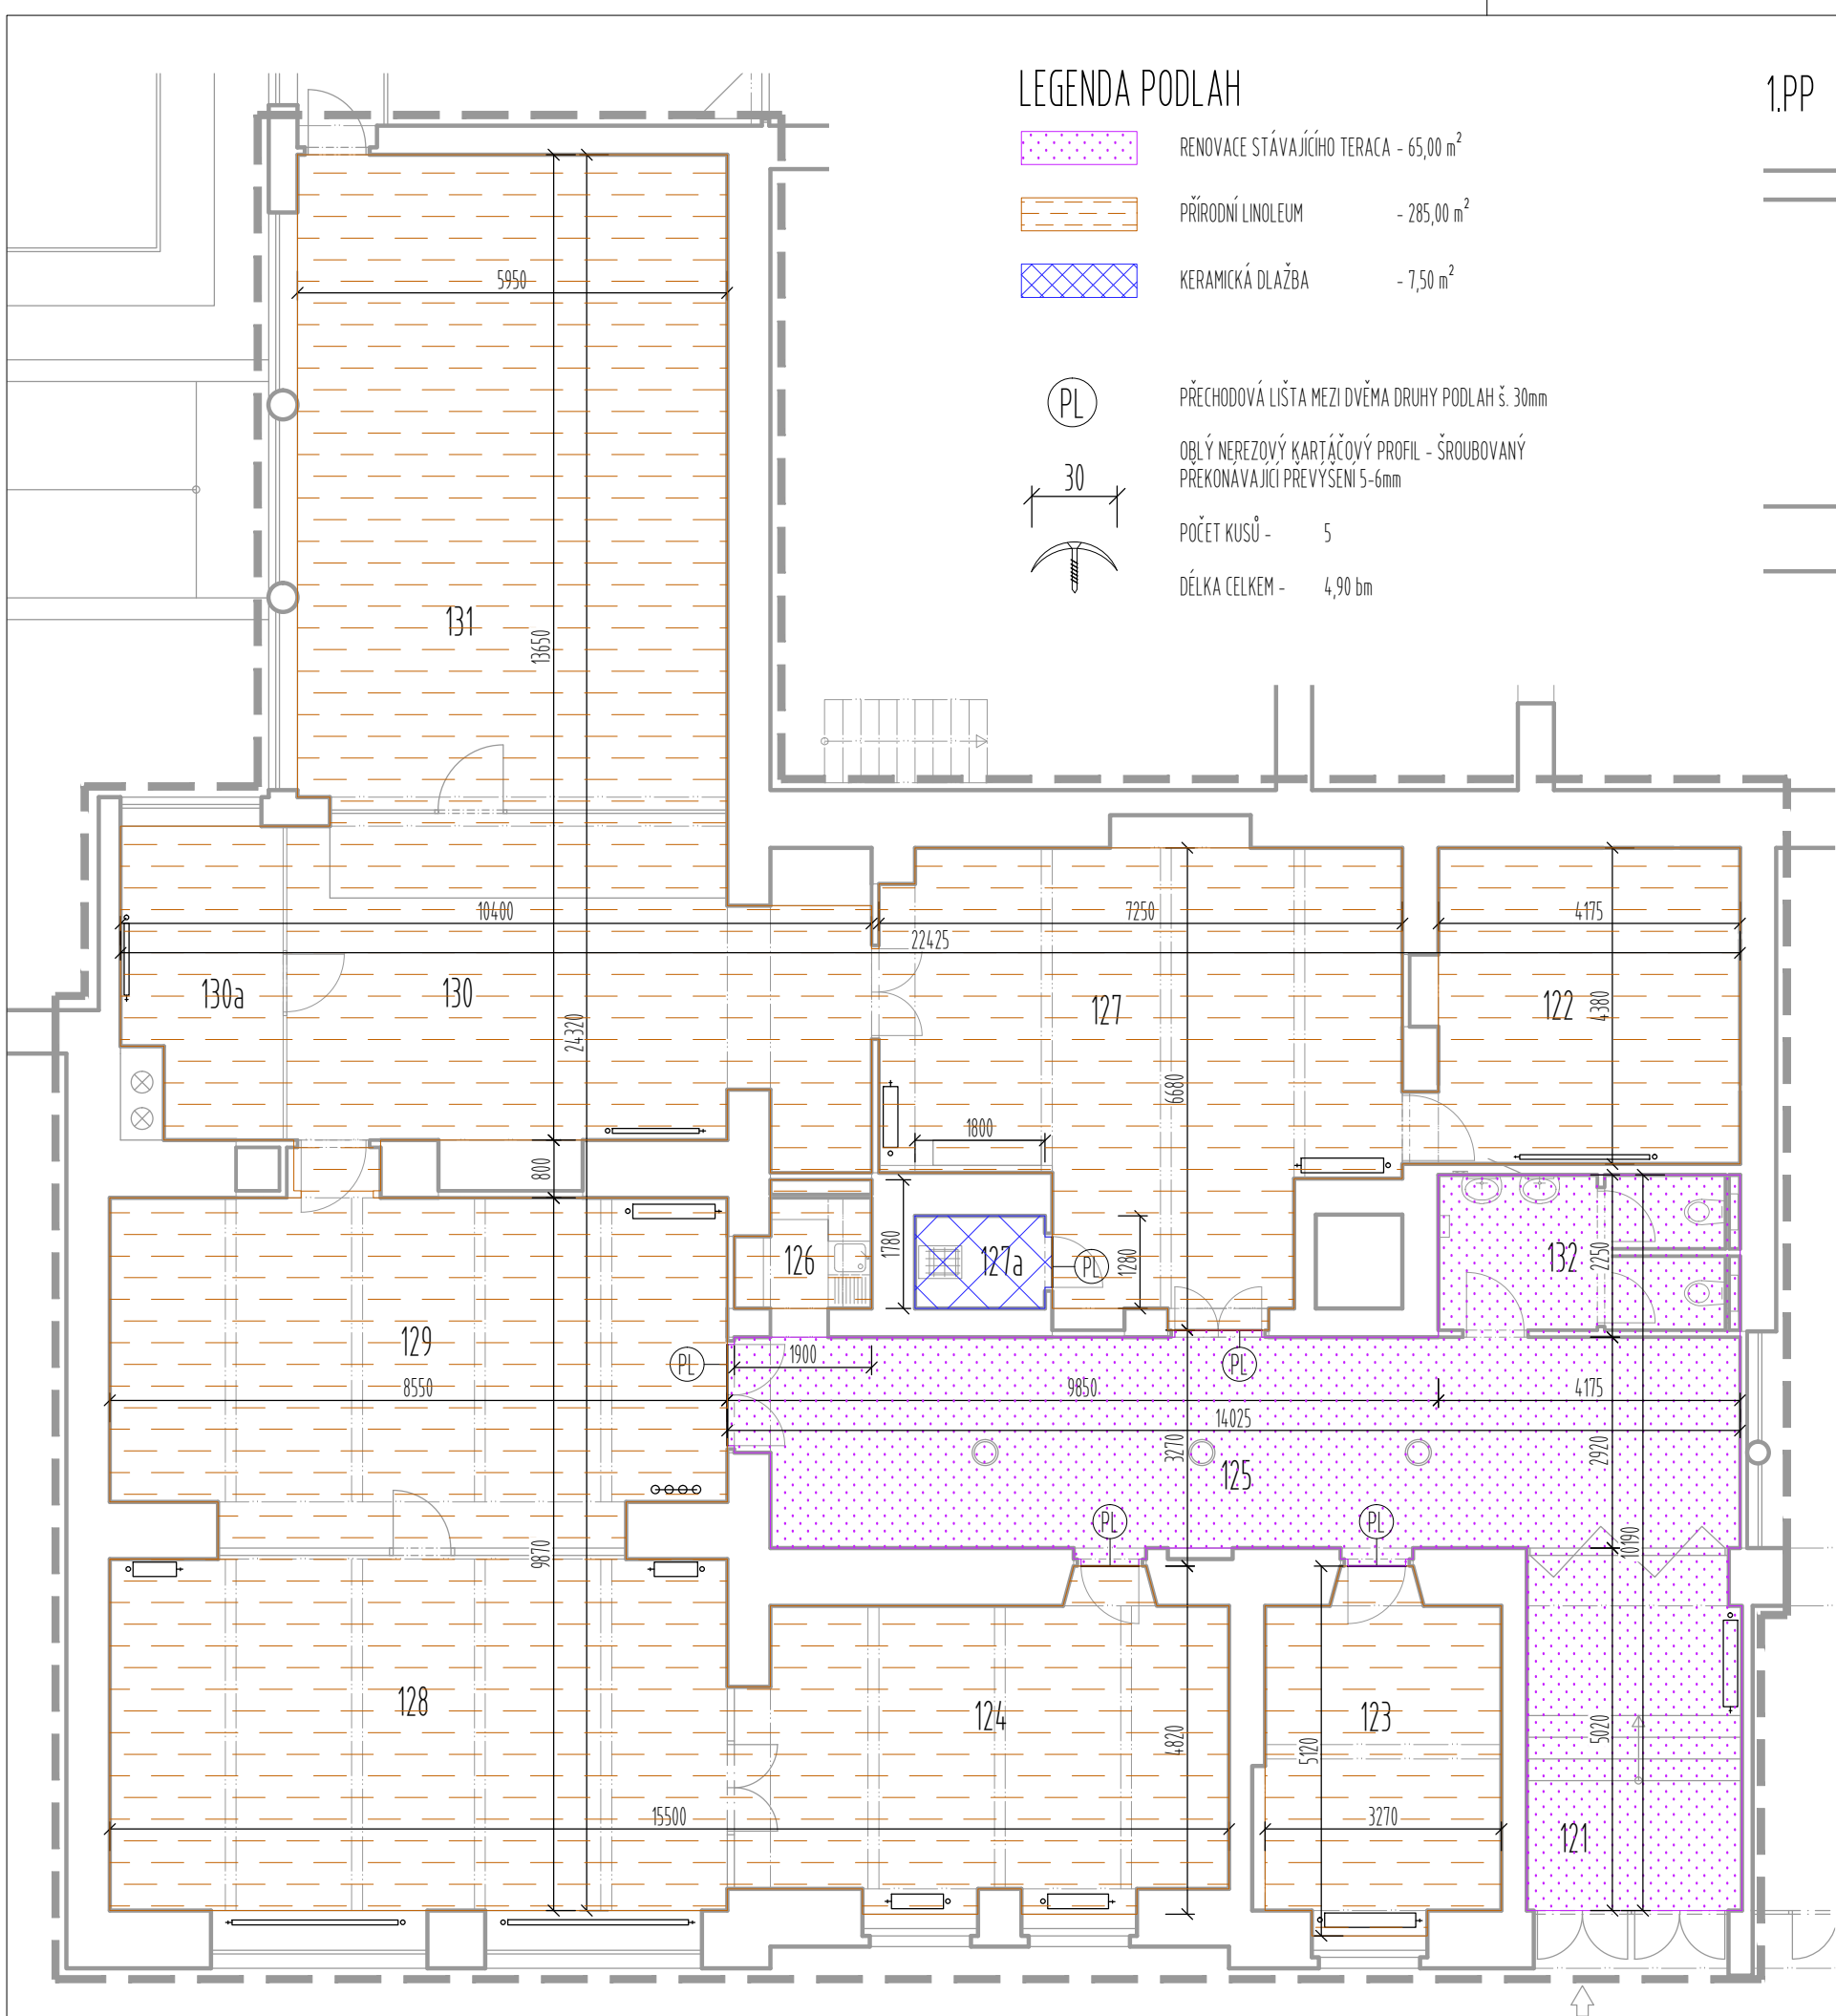 LEGENDA PODLAH
1.PP
RENOVACE STÁVAJÍCÍHO TERACA - 65,00 m²
PŘÍRODNÍ LINOLEUM - 285,00 m²
KERAMICKÁ DLAŽBA - 7,50 m²
PL
PŘECHODOVÁ LIŠTA MEZI DVĚMA DRUHY PODLAH š. 30mm
OBLÝ NEREZOVÝ KARTÁČOVÝ PROFIL - ŠROUBOVANÝ
PŘEKONÁVAJÍCÍ PŘEVÝŠENÍ 5-6mm
30
POČET KUSŮ - 5
DÉLKA CELKEM - 4,90 bm
5950
131
13650
10400
7250
4175
22425
130a
130
127
122
4380
24320
6680
1800
800
126
1780
127a
PL
1280
132
2250
129
PL
1900
PL
8550
9850
4175
14025
3270
125
2920
PL
PL
9870
10190
128
124
123
4820
5120
5020
15500
3270
121